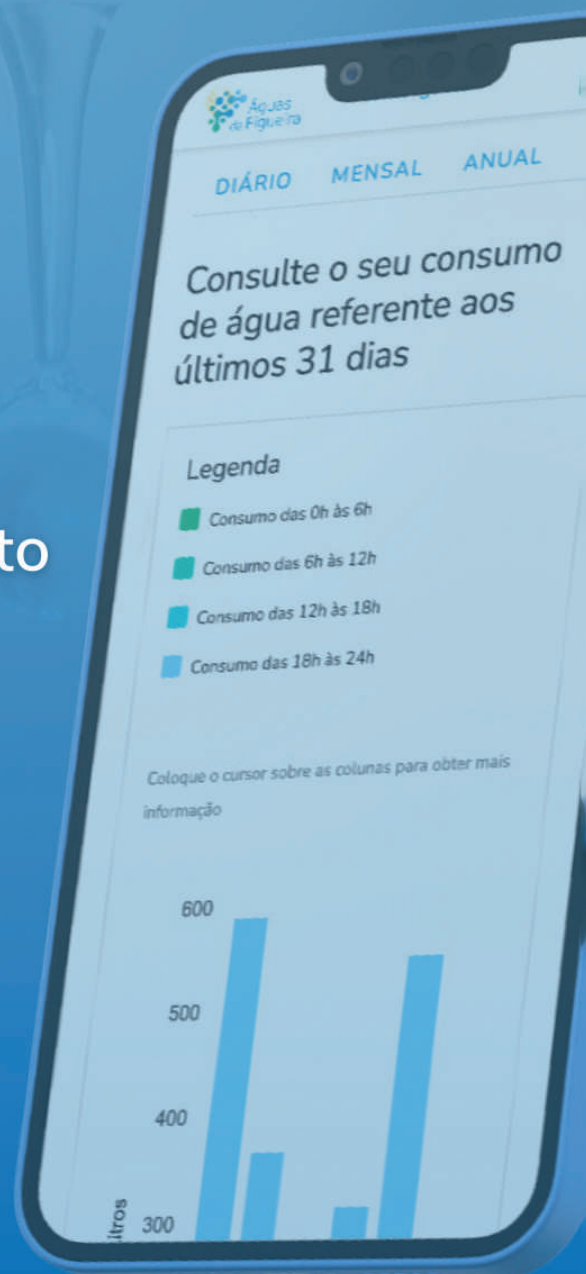 Águas
da Figueira
DIÁRIO MENSAL ANUAL
Consulte o seu consumo
de água referente aos
últimos 31 dias
Legenda
Consumo das 0h às 6h
Consumo das 6h às 12h
to
Consumo das 12h às 18h
Consumo das 18h às 24h
Coloque o cursor sobre as colunas para obter mais
informação
600
500
400
300
litros